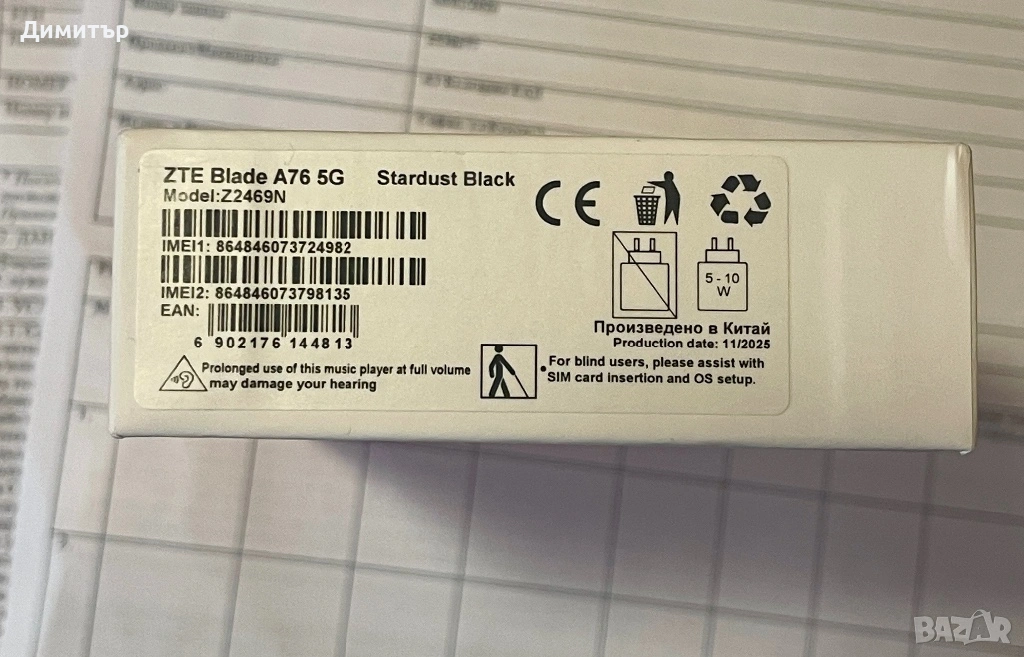 Димитър
ZTE Blade A76 5G Stardust Black
Model:Z2469N
IMEI1: 864846073724982
IMEI2: 864846073798135
EAN:
6 902176 144813
CE
5 - 10
W
Произведено в Китай
Production date: 11/2025
Prolonged use of this music player at full volume
may damage your hearing
For blind users, please assist with
SIM card insertion and OS setup.
BAZAR